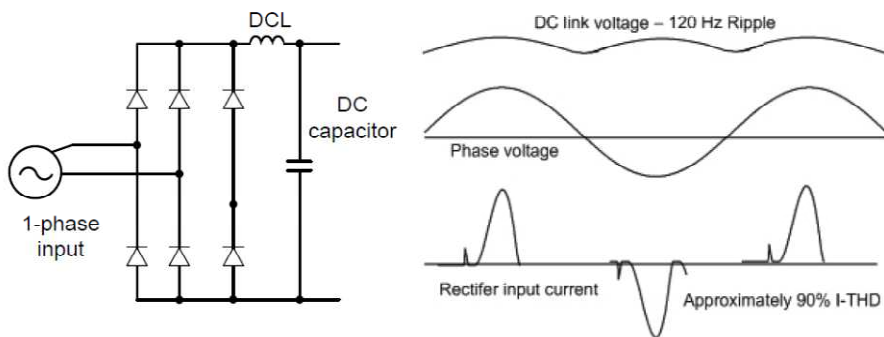 DCL
DC
capacitor
1-phase
input
DC link voltage – 120 Hz Ripple
Phase voltage
Rectifer input current
Approximately 90% I-THD